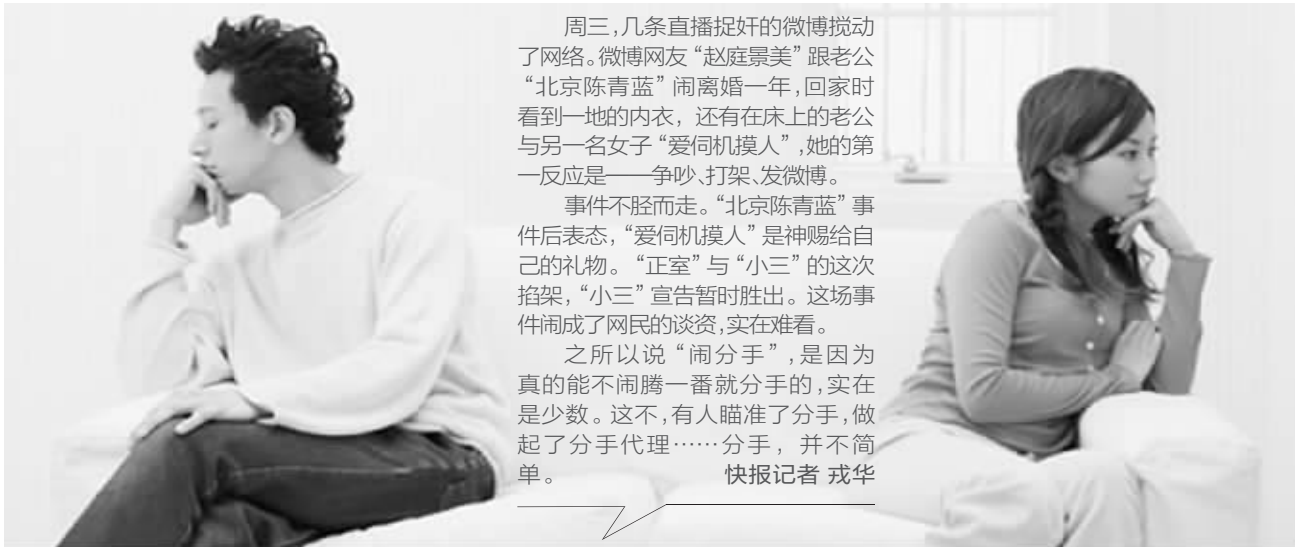 周三,几条直播捉奸的微博搅动
了网络。微博网友“赵庭景美”跟老公
“北京陈青蓝”闹离婚一年,回家时
看到一地的内衣,还有在床上的老公
与另一名女子“爱伺机摸人”,她的第
一反应是——争吵、打架、发微博。
事件不胫而走。“北京陈青蓝”事
件后表态,“爱伺机摸人”是神赐给自
己的礼物。“正室”与“小三”的这次
掐架,“小三”宣告暂时胜出。这场事
件闹成了网民的谈资,实在难看。
之所以说“闹分手”,是因为
真的能不闹腾一番就分手的,实在
是少数。这不,有人瞄准了分手,做
起了分手代理……分手,并不简
单。 快报记者 戎华